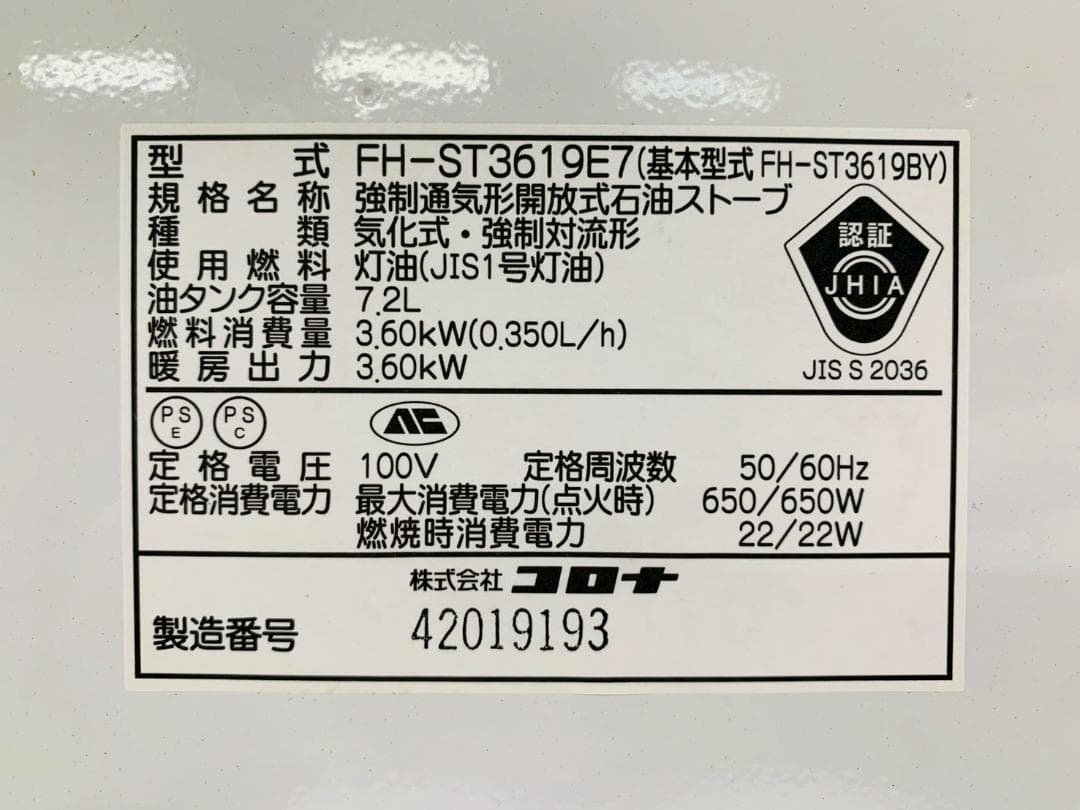 型式 FH-ST3619E7(基本型式 FH-ST3619BY)
規格名称 強制通気形開放式石油ストーブ
種類 気化式・強制対流形
使用燃料 灯油(JIS1号灯油)
油タンク容量 7.2L
燃料消費量 3.60kW(0.350L/h)
暖房出力 3.60kW
認証
JHIA
JIS S 2036
PS E PS C
定格電圧 100V 定格周波数 50/60Hz
定格消費電力 最大消費電力(点火時) 650/650W
燃焼時消費電力 22/22W
株式会社 コロナ
製造番号 42019193